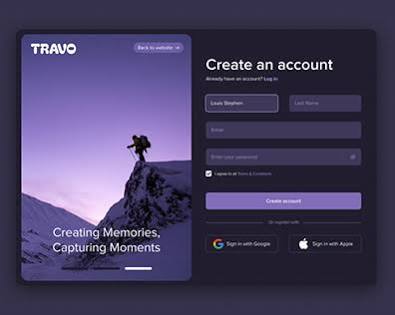 TRAVO
Back to website →
Creating Memories,
Capturing Moments
Create an account
Already have an account? Log in
Louis Stephen
Last Name
Email
Enter your password
I agree to all Terms & Conditions
Create account
Or register with
Sign in with Google
Sign in with Apple